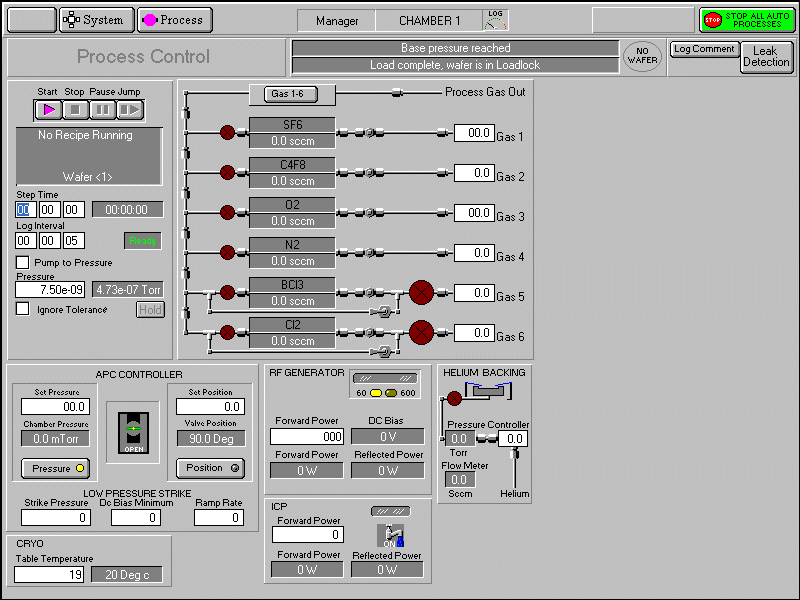 System
Process
Manager
CHAMBER 1
LOG
STOP
STOP ALL AUTO
PROCESSES
Process Control
Base pressure reached
Load complete, wafer is in Loadlock
NO
WAFER
Log Comment
Leak
Detection
Start Stop Pause Jump
No Recipe Running
Wafer <1>
Step Time
00 00 00 00:00:00
Log Interval
00 00 05 Ready
Pump to Pressure
Pressure
7.50e-09 4.73e-07 Torr
Ignore Tolerance Hold
Gas 1-6
Process Gas Out
SF6
0.0 sccm
00.0 Gas 1
C4F8
0.0 sccm
0.0 Gas 2
O2
0.0 sccm
00.0 Gas 3
N2
0.0 sccm
0.0 Gas 4
BCl3
0.0 sccm
0.0 Gas 5
Cl2
0.0 sccm
0.0 Gas 6
APC CONTROLLER
Set Pressure
00.0
Chamber Pressure
0.0 mTorr
Pressure
OPEN
Set Position
0.0
Valve Position
90.0 Deg
Position
LOW PRESSURE STRIKE
Strike Pressure Dc Bias Minimum Ramp Rate
0 0 0
CRYO
Table Temperature
19 20 Deg c
RF GENERATOR
60 600
Forward Power DC Bias
000 0 V
Forward Power Reflected Power
0 W 0 W
ICP
Forward Power
0
ON
Forward Power Reflected Power
0 W 0 W
HELIUM BACKING
Pressure Controller
0.0 0.0
Torr
Flow Meter
0.0
Sccm Helium